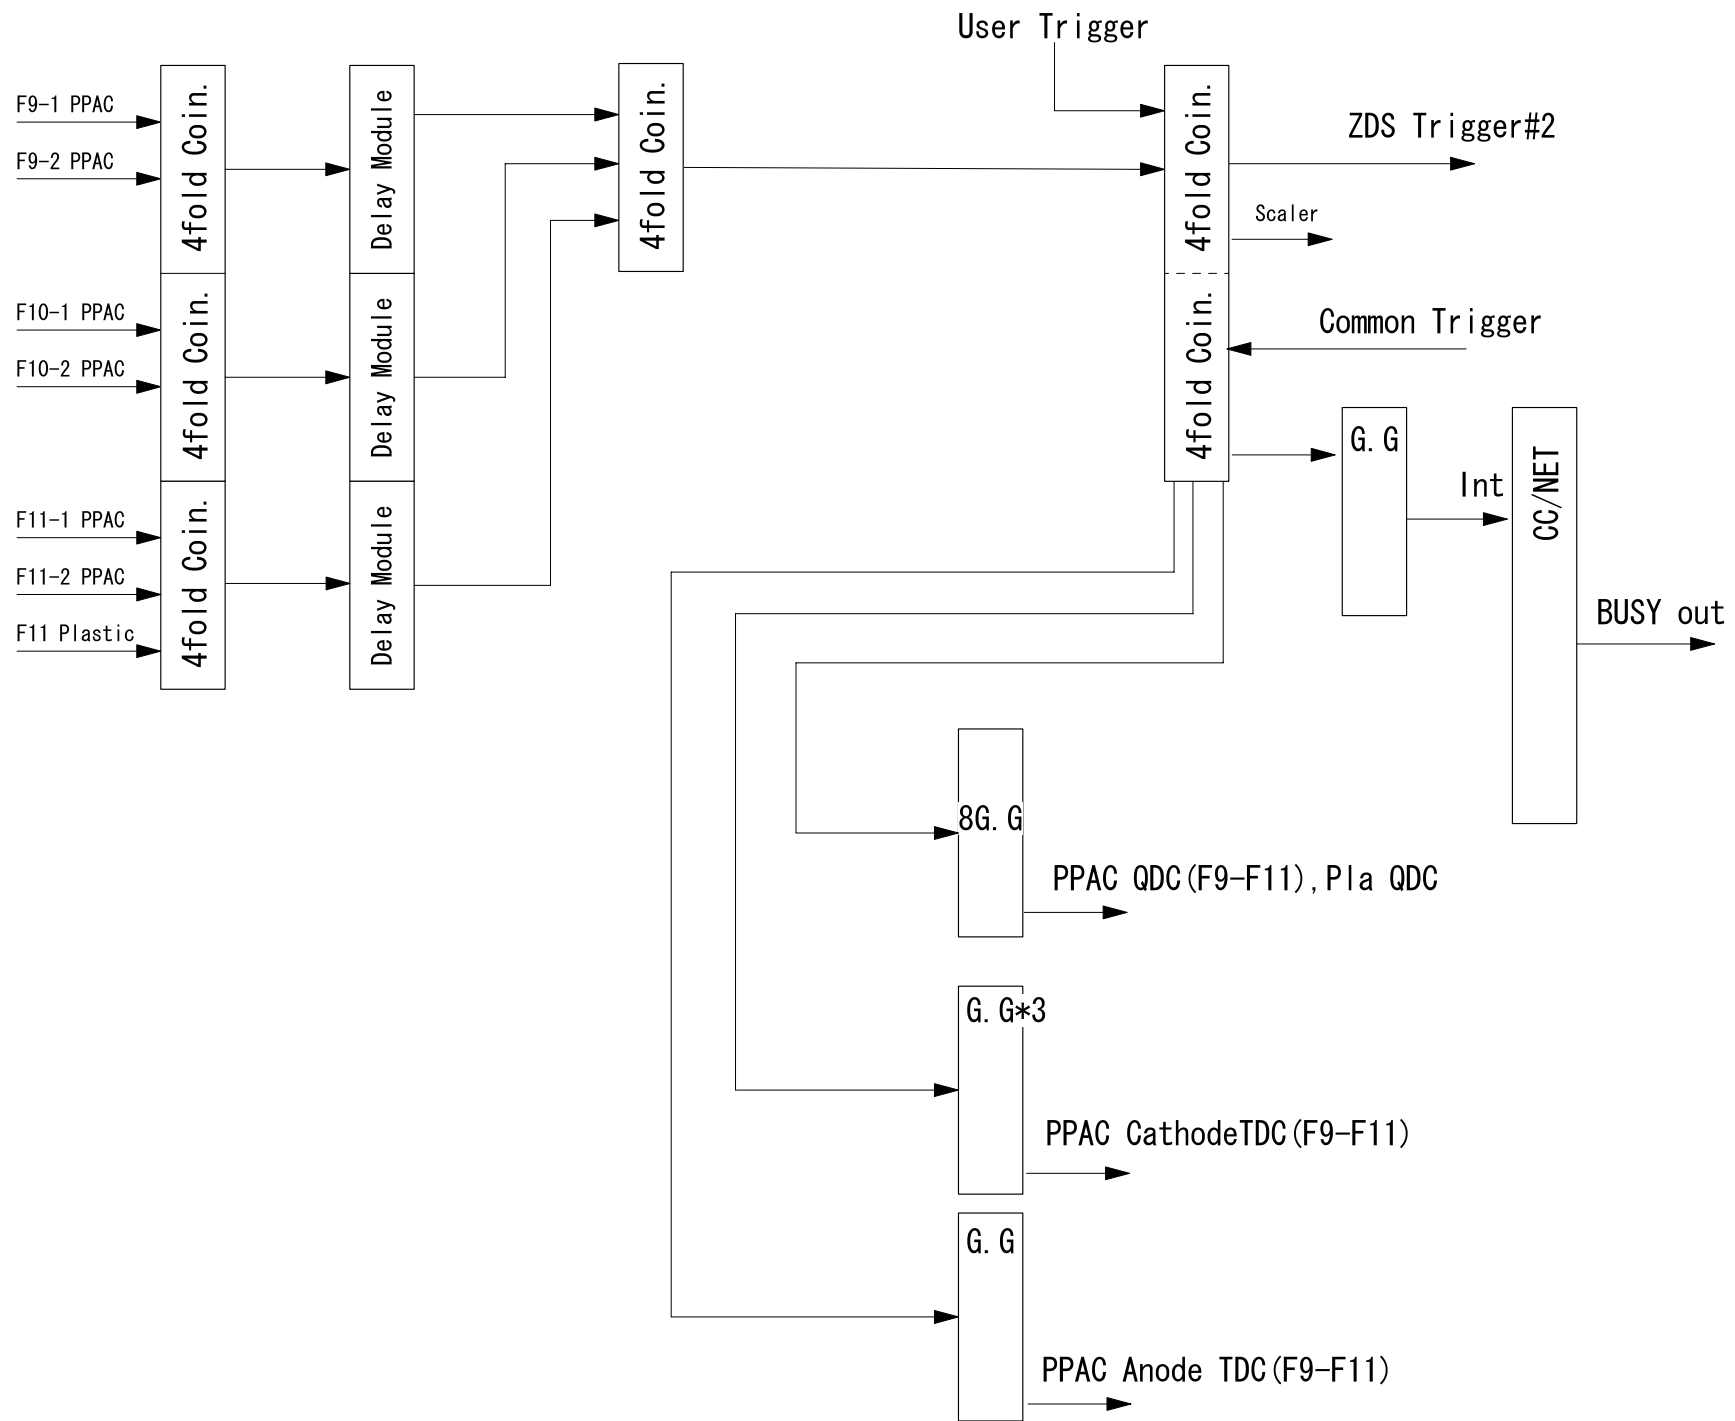 User Trigger
F9-1 PPAC
F9-2 PPAC
4fold Coin.
Delay Module
4fold Coin.
4fold Coin.
ZDS Trigger#2
Scaler
F10-1 PPAC
F10-2 PPAC
4fold Coin.
Delay Module
4fold Coin.
Common Trigger
G.G
Int
CC/NET
BUSY out
F11-1 PPAC
F11-2 PPAC
F11 Plastic
4fold Coin.
Delay Module
8G.G
PPAC QDC(F9-F11),Pla QDC
G.G*3
PPAC CathodeTDC(F9-F11)
G.G
PPAC Anode TDC(F9-F11)